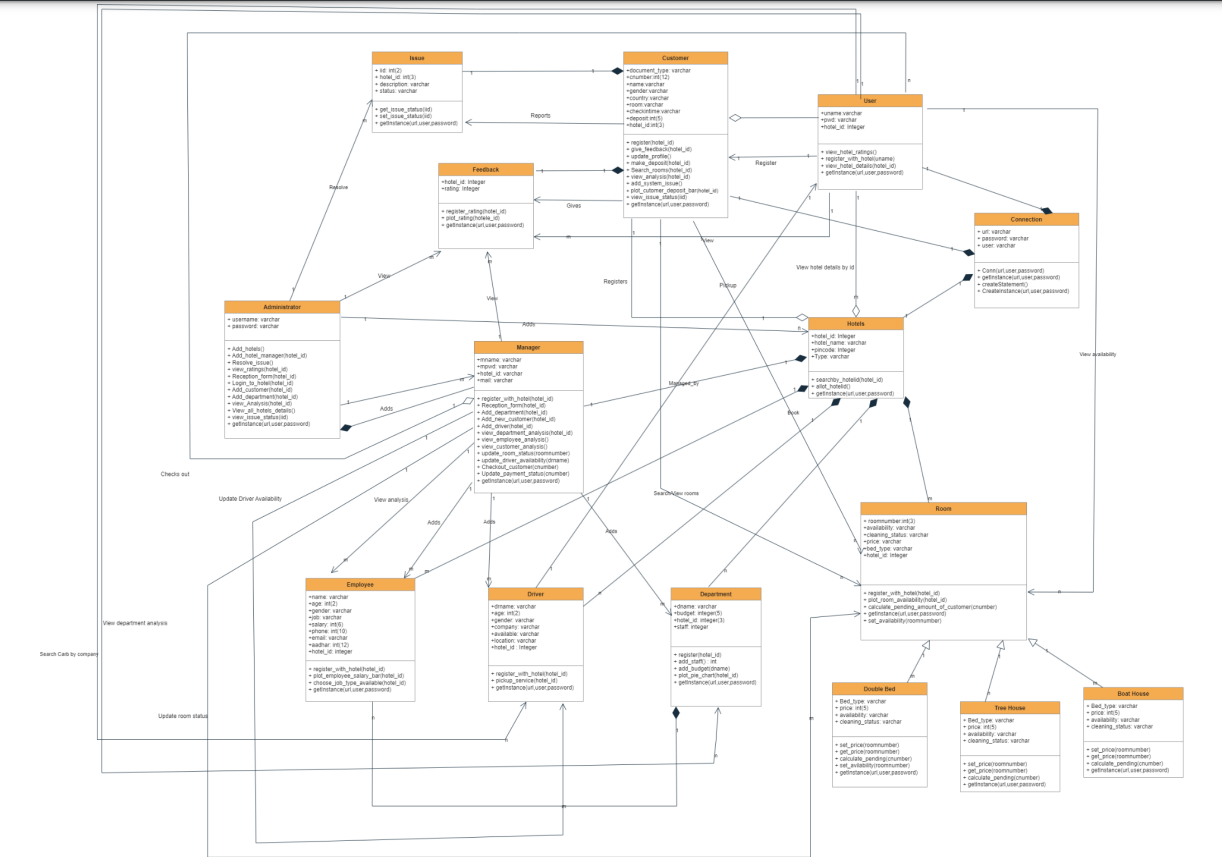 Issue
+ iid: int(2)
+ hotel_id: int(3)
+ description: varchar
+ status: varchar
+ get_issue_status(iid)
+ set_issue_status(iid)
+ getInstance(url,user,password)
Customer
+document_type: varchar
+cnumber:int(12)
+name:varchar
+gender:varchar
+country:varchar
+room:varchar
+checkintime:varchar
+deposit:int(5)
+hotel_id:int(3)
+ register(hotel_id)
+ give_feedback(hotel_id)
+ update_profile()
+ make_deposit(hotel_id)
+ Search_rooms(hotel_id)
+ view_analysis(hotel_id)
+ add_system_issue()
+ plot_cutomer_deposit_bar(hotel_id)
+ view_issue_status(iid)
+ getInstance(url,user,password)
User
+uname:varchar
+pwd: varchar
+hotel_id: Integer
+ view_hotel_ratings()
+ register_with_hotel(uname)
+ view_hotel_details(hotel_id)
+ getInstance(url,user,password)
Reports
Register
Feedback
+hotel_id: Integer
+rating: Integer
+ register_rating(hotel_id)
+ plot_rating(hotele_id)
+ getInstance(url,user,password)
Resolve
Gives
View
Connection
+ url: varchar
+ password: varchar
+ user: varchar
+ Conn(url,user,password)
+ getInstance(url,user,password)
+ createStatement()
+ CreateInstance(url,user,password)
View hotel details by id
View
View
Registers
Pickup
Administrator
+ username: varchar
+ password: varchar
+ Add_hotels()
+ Add_hotel_manager(hotel_id)
+ Resolve_issue()
+ view_ratings(hotel_id)
+ Reception_form(hotel_id)
+ Login_to_hotel(hotel_id)
+ Add_customer(hotel_id)
+ Add_department(hotel_id)
+ view_Analysis(hotel_id)
+ View_all_hotels_details()
+ view_issue_status(iid)
+ getInstance(url,user,password)
Adds
Hotels
+hotel_id: Integer
+hotel_name: varchar
+pincode: Integer
+Type: varchar
+ searchby_hotelid(hotel_id)
+ allot_hotelid()
+ getInstance(url,user,password)
View availability
Manager
+mname: varchar
+mpwd: varchar
+hotel_id: varchar
+mail: varchar
+ register_with_hotel(hotel_id)
+ Reception_form(hotel_id)
+ Add_department(hotel_id)
+ Add_new_customer(hotel_id)
+ Add_driver(hotel_id)
+ view_department_analysis(hotel_id)
+ view_employee_analysis()
+ view_customer_analysis()
+ update_room_status(roomnumber)
+ update_driver_availability(drname)
+ Checkout_customer(cnumber)
+ Update_payment_status(cnumber)
+ getInstance(url,user,password)
Managed_by
Adds
Book
Checks out
Update Driver Availability
View analysis
Search/View rooms
Adds
Adds
Adds
Room
+ roomnumber:int(3)
+availability: varchar
+cleaning_status: varchar
+price: varchar
+bed_type: varchar
+hotel_id: Integer
+ register_with_hotel(hotel_id)
+ plot_room_availability(hotel_id)
+ calculate_pending_amount_of_customer(cnumber)
+ getInstance(url,user,password)
+ set_availability(roomnumber)
Employee
+name: varchar
+age: int(2)
+gender: varchar
+job: varchar
+salary: int(6)
+phone: int(10)
+email: varchar
+aadhar: int(12)
+hotel_id: Integer
+ register_with_hotel(hotel_id)
+ plot_employee_salary_bar(hotel_id)
+ choose_job_type_available(hotel_id)
+ getInstance(url,user,password)
Driver
+drname: varchar
+age: int(2)
+gender: varchar
+company: varchar
+available: varchar
+location: varchar
+hotel_id : Integer
+ register_with_hotel(hotel_id)
+ pickup_service(hotel_id)
+ getInstance(url,user,password)
Department
+dname: varchar
+budget: integer(5)
+hotel_id: integer(3)
+staff: integer
+ register(hotel_id)
+ add_staff() : int
+ add_budget(dname)
+ plot_pie_chart(hotel_id)
+ getInstance(url,user,password)
View department analysis
Search Carb by company
Update room status
Double Bed
+ Bed_type: varchar
+ price: int(5)
+ availability: varchar
+ cleaning_status: varchar
+ set_price(roomnumber)
+ get_price(roomnumber)
+ calculate_pending(cnumber)
+ set_avilability(roomnumber)
+ getInstance(url,user,password)
Tree House
+ Bed_type: varchar
+ price: int(5)
+ availability: varchar
+ cleaning_status: varchar
+ set_price(roomnumber)
+ get_price(roomnumber)
+ calculate_pending(cnumber)
+ getInstance(url,user,password)
Boat House
+ Bed_type: varchar
+ price: int(5)
+ availability: varchar
+ cleaning_status: varchar
+ set_price(roomnumber)
+ get_price(roomnumber)
+ calculate_pending(cnumber)
+ getInstance(url,user,password)